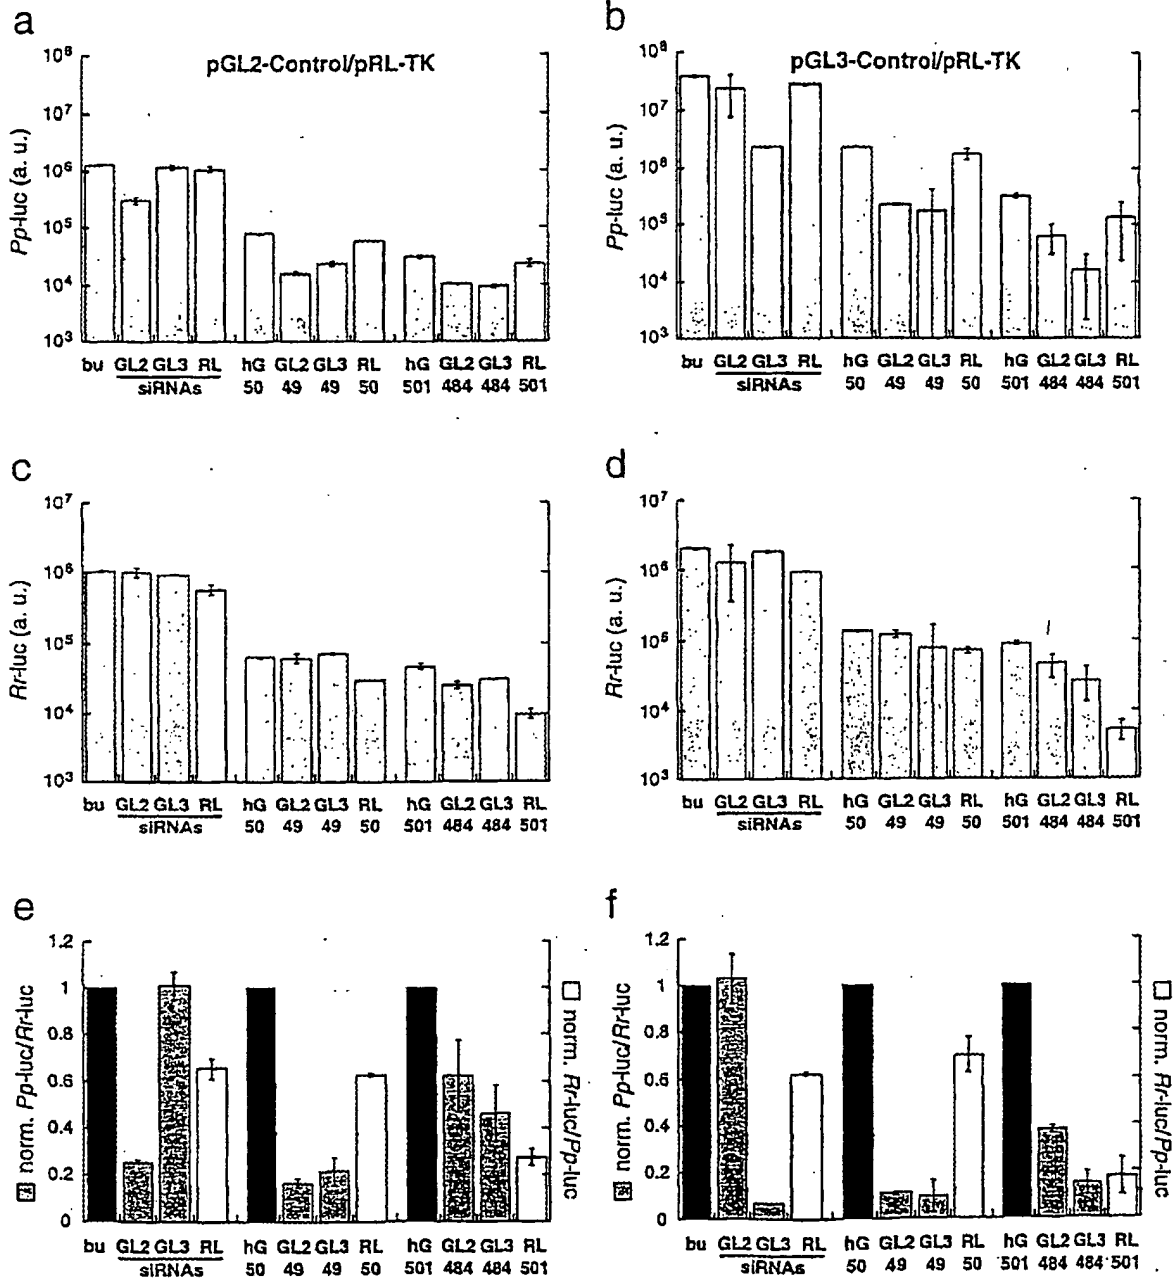 a
pGL2-Control/pRL-TK
Pp-luc (a. u.)
10⁸
10⁷
10⁶
10⁵
10⁴
10³
bu GL2 GL3 RL hG GL2 GL3 RL hG GL2 GL3 RL
siRNAs 50 49 49 50 501 484 484 501
b
pGL3-Control/pRL-TK
Pp-luc (a. u.)
10⁸
10⁷
10⁶
10⁵
10⁴
10³
bu GL2 GL3 RL hG GL2 GL3 RL hG GL2 GL3 RL
siRNAs 50 49 49 50 501 484 484 501
c
Rr-luc (a. u.)
10⁷
10⁶
10⁵
10⁴
10³
bu GL2 GL3 RL hG GL2 GL3 RL hG GL2 GL3 RL
siRNAs 50 49 49 50 501 484 484 501
d
Rr-luc (a. u.)
10⁷
10⁶
10⁵
10⁴
10³
bu GL2 GL3 RL hG GL2 GL3 RL hG GL2 GL3 RL
siRNAs 50 49 49 50 501 484 484 501
e
norm. Pp-luc/Rr-luc
1.2
1
0.8
0.6
0.4
0.2
0
norm. Rr-luc/Pp-luc
bu GL2 GL3 RL hG GL2 GL3 RL hG GL2 GL3 RL
siRNAs 50 49 49 50 501 484 484 501
f
norm. Pp-luc/Rr-luc
1.2
1
0.8
0.6
0.4
0.2
0
norm. Rr-luc/Pp-luc
bu GL2 GL3 RL hG GL2 GL3 RL hG GL2 GL3 RL
siRNAs 50 49 49 50 501 484 484 501